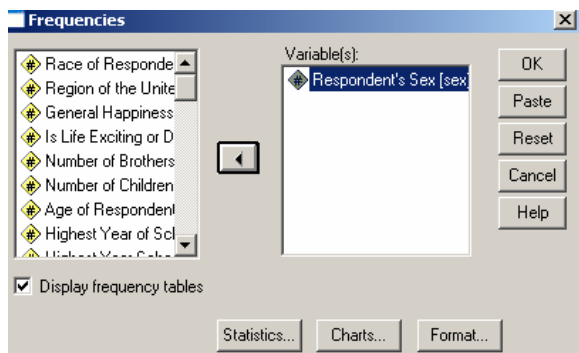 Frequencies
Race of Responde
Region of the Unite
General Happiness
Is Life Exciting or D
Number of Brothers
Number of Children
Age of Respondent
Highest Year of Scl
Variable(s):
Respondent's Sex [sex]
OK
Paste
Reset
Cancel
Help
Display frequency tables
Statistics...
Charts...
Format...